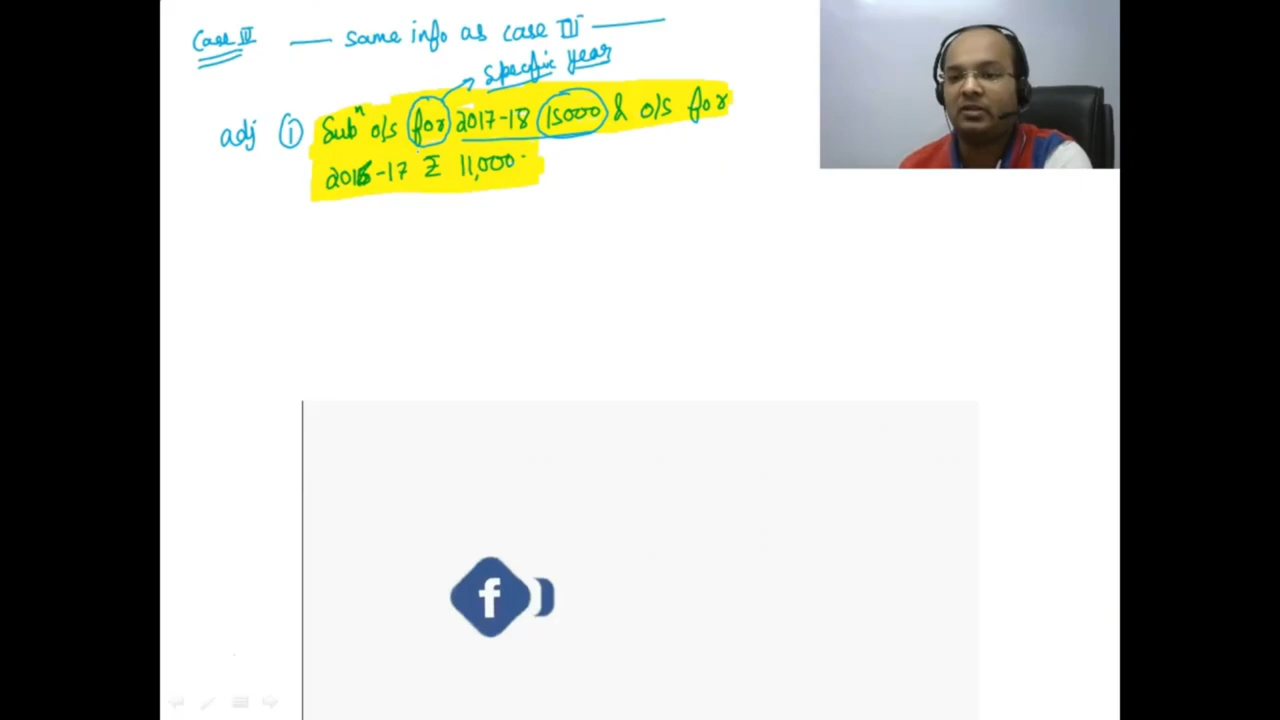 Case IV — same info as case III —
specific year
adj ① Subⁿ o/s for 2017-18 15000 & o/s for
2016-17 ₹ 11,000
f